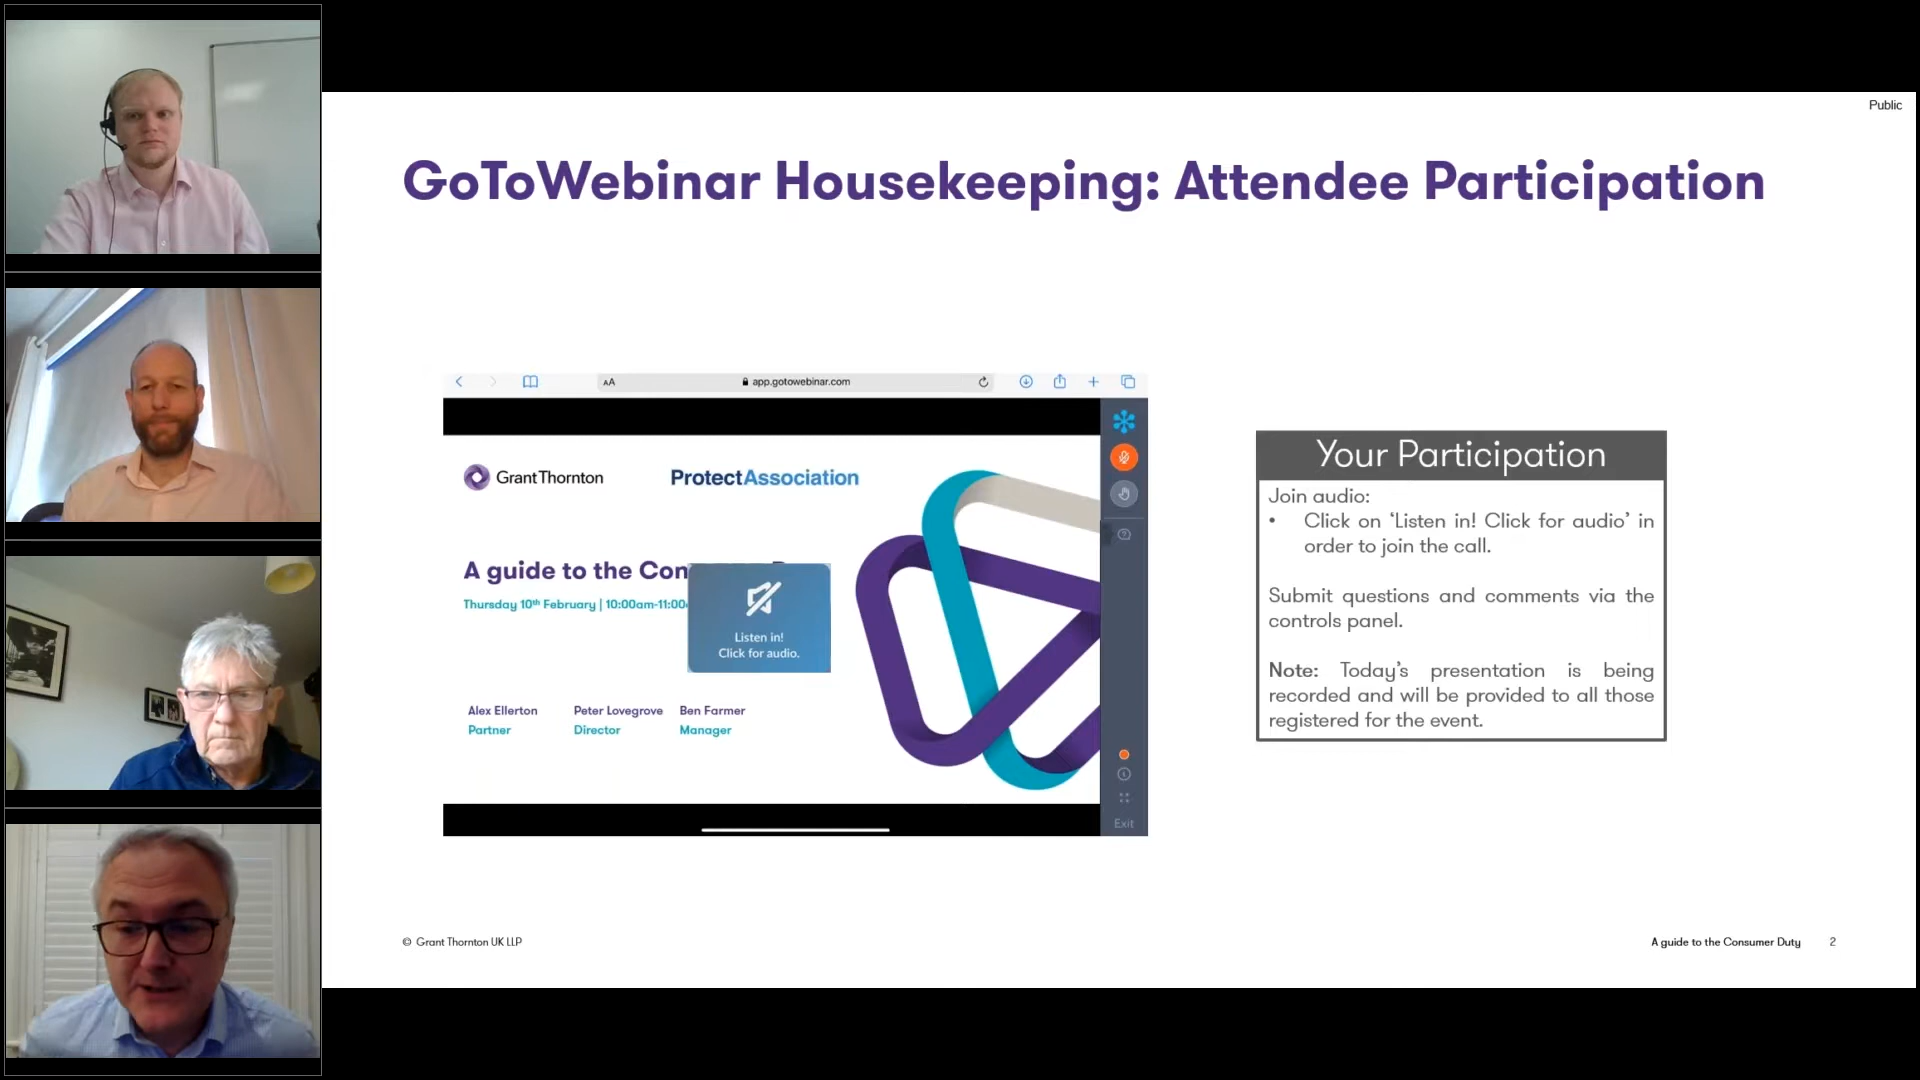 Public
GoToWebinar Housekeeping: Attendee Participation
AA
app.gotowebinar.com
Grant Thornton
ProtectAssociation
A guide to the Con
Thursday 10th February | 10:00am-11:00
Listen in!
Click for audio.
Alex Ellerton
Partner
Peter Lovegrove
Director
Ben Farmer
Manager
Exit
Your Participation
Join audio:
• Click on ‘Listen in! Click for audio’ in
order to join the call.
Submit questions and comments via the
controls panel.
Note: Today’s presentation is being
recorded and will be provided to all those
registered for the event.
© Grant Thornton UK LLP
A guide to the Consumer Duty 2